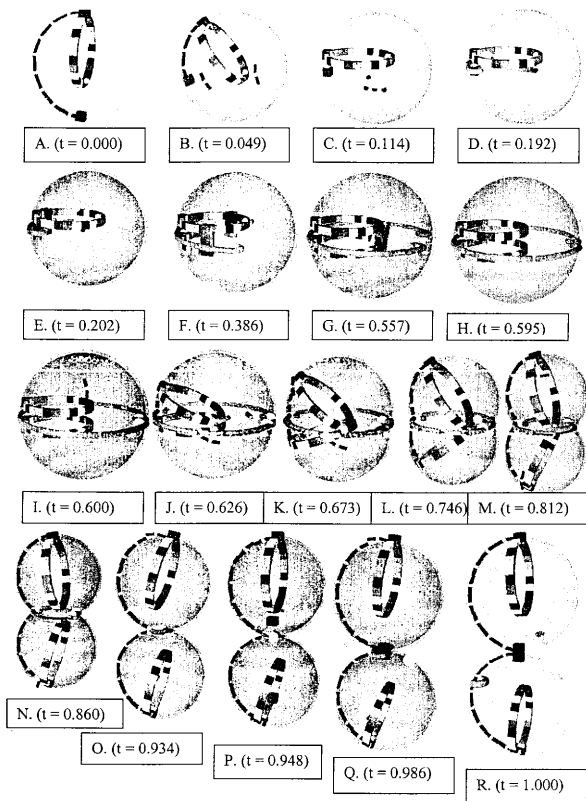 A. (t = 0.000)
B. (t = 0.049)
C. (t = 0.114)
D. (t = 0.192)
E. (t = 0.202)
F. (t = 0.386)
G. (t = 0.557)
H. (t = 0.595)
I. (t = 0.600)
J. (t = 0.626)
K. (t = 0.673)
L. (t = 0.746)
M. (t = 0.812)
N. (t = 0.860)
O. (t = 0.934)
P. (t = 0.948)
Q. (t = 0.986)
R. (t = 1.000)